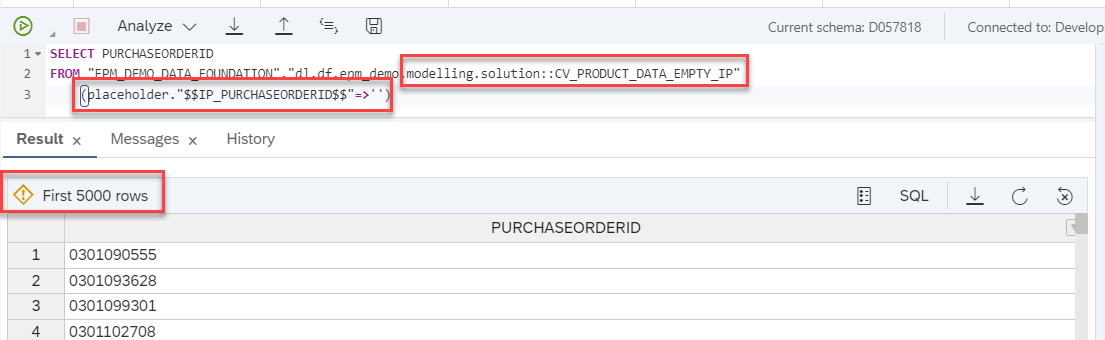 Analyze
Current schema: D057818
Connected to: Develop
1 SELECT PURCHASEORDERID
2 FROM "EPM_DEMO_DATA_FOUNDATION"."dl.df.epm_demo.modelling.solution::CV_PRODUCT_DATA_EMPTY_IP"
3 (placeholder."$$IP_PURCHASEORDERID$$"=>'')
Result x Messages x History
First 5000 rows
SQL
PURCHASEORDERID
1 0301090555
2 0301093628
3 0301099301
4 0301102708